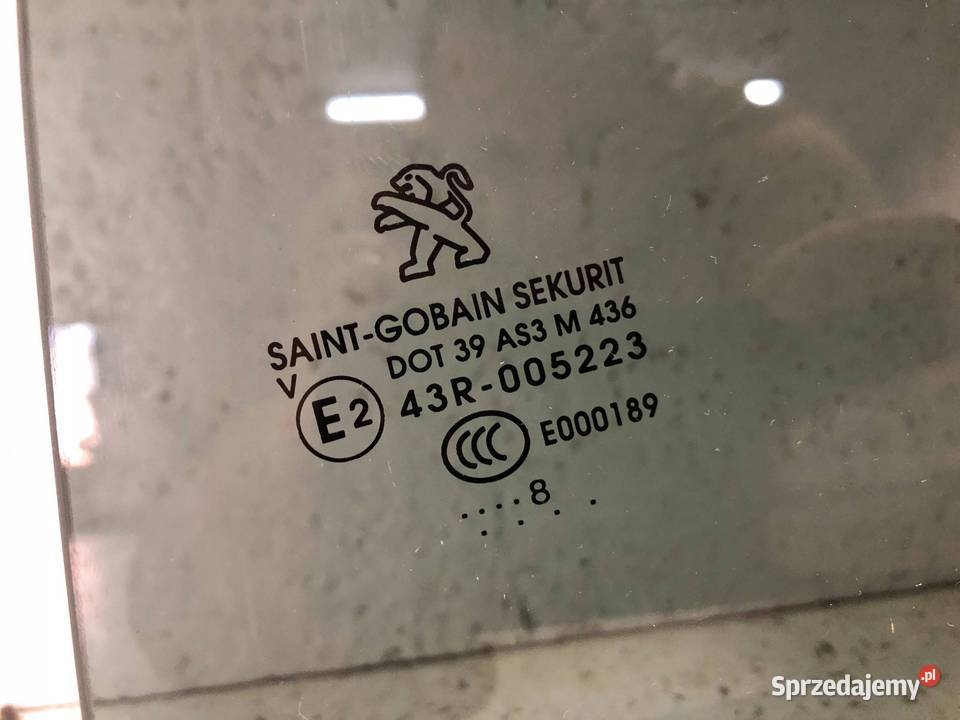 SAINT-GOBAIN SEKURIT
DOT 39 AS3 M 436
V
E2 43R-005223
CCC E000189
....8
Sprzedajemy.pl